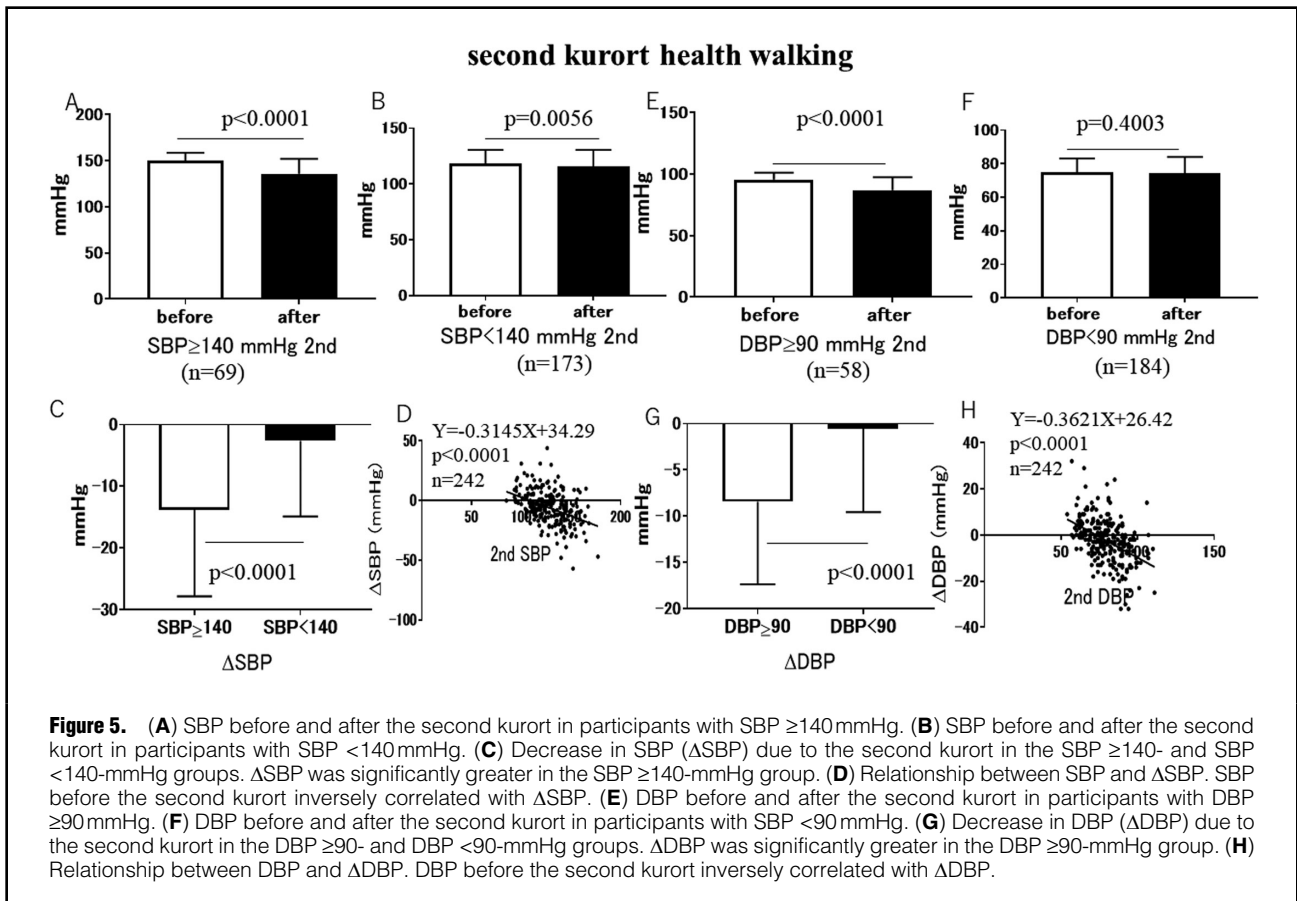 second kurort health walking
A
200
150
100
50
0
mmHg
p<0.0001
before after
SBP≥140 mmHg 2nd
(n=69)
B
150
100
50
0
mmHg
p=0.0056
before after
SBP<140 mmHg 2nd
(n=173)
E
150
100
50
0
mmHg
p<0.0001
before after
DBP≥90 mmHg 2nd
(n=58)
F
100
80
60
40
20
0
mmHg
p=0.4003
before after
DBP<90 mmHg 2nd
(n=184)
C
0
-10
-20
-30
mmHg
p<0.0001
SBP≥140 SBP<140
ΔSBP
D
Y=-0.3145X+34.29
p<0.0001
n=242
50
0
-50
-100
ΔSBP (mmHg)
50 100 200
2nd SBP
G
0
-5
-10
-15
-20
mmHg
p<0.0001
DBP≥90 DBP<90
ΔDBP
H
Y=-0.3621X+26.42
p<0.0001
n=242
40
20
0
-20
-40
ΔDBP (mmHg)
50 100 150
2nd DBP
Figure 5. (A) SBP before and after the second kurort in participants with SBP ≥140 mmHg. (B) SBP before and after the second
kurort in participants with SBP <140 mmHg. (C) Decrease in SBP (ΔSBP) due to the second kurort in the SBP ≥140- and SBP
<140-mmHg groups. ΔSBP was significantly greater in the SBP ≥140-mmHg group. (D) Relationship between SBP and ΔSBP. SBP
before the second kurort inversely correlated with ΔSBP. (E) DBP before and after the second kurort in participants with DBP
≥90 mmHg. (F) DBP before and after the second kurort in participants with SBP <90 mmHg. (G) Decrease in DBP (ΔDBP) due to
the second kurort in the DBP ≥90- and DBP <90-mmHg groups. ΔDBP was significantly greater in the DBP ≥90-mmHg group. (H)
Relationship between DBP and ΔDBP. DBP before the second kurort inversely correlated with ΔDBP.